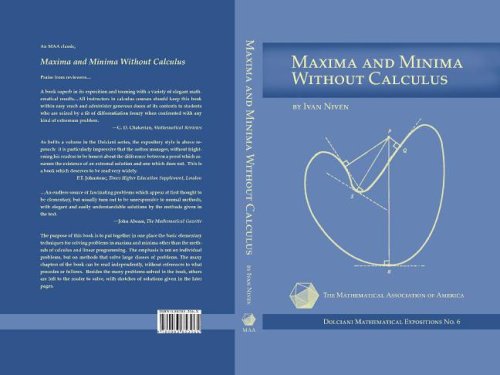 An MAA classic,
Maxima and Minima Without Calculus
Praise from reviewers...
A book superb in its exposition and teeming with a variety of elegant math-
ematical results...All instructors in calculus courses should keep this book
within easy reach and administer generous doses of its contents to students
who are seized by a fit of differentiation frenzy when confronted with any
kind of extremum problem.
—G. D. Chakerian, Mathematical Reviews
As befits a volume in the Dolciani series, the expository style is above re-
proach: it is particularly impressive that the author manages, without fright-
ening his readers to be honest about the difference between a proof which as-
sumes the existence of an extremal solution and one which does not. This is
a book which deserves to be read very widely.
P.T. Johnstone, Times Higher Education Supplement, London
...An endless source of fascinating problems which appear at first thought to
be elementary, but usually turn out to be unresponsive to normal methods,
with elegant and easily understandable solutions by the methods given in
the text.
—John Abram, The Mathematical Gazette
The purpose of this book is to put together in one place the basic elementary
techniques for solving problems in maxima and minima other than the meth-
ods of calculus and linear programming. The emphasis is not on individual
problems, but on methods that solve large classes of problems. The many
chapters of the book can be read independently, without references to what
precedes or follows. Besides the many problems solved in the book, others
are left to the reader to solve, with sketches of solutions given in the later
pages.
MAXIMA AND MINIMA WITHOUT CALCULUS
BY IVAN NIVEN
MAA
MAXIMA AND MINIMA
WITHOUT CALCULUS
BY IVAN NIVEN
P
Q
S
R
THE MATHEMATICAL ASSOCIATION OF AMERICA
DOLCIANI MATHEMATICAL EXPOSITIONS NO. 6